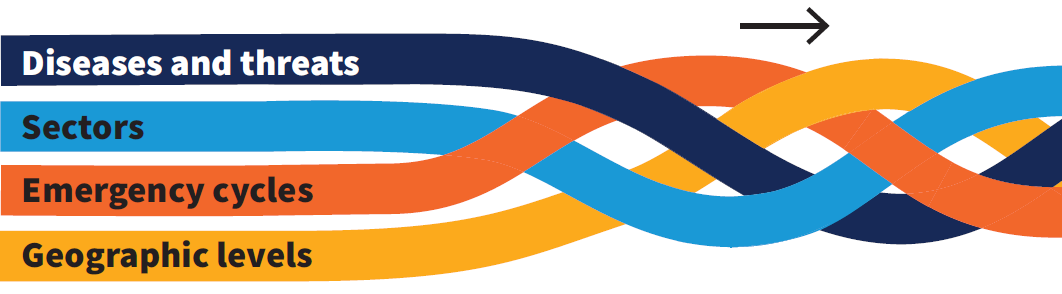 Diseases and threats
Sectors
Emergency cycles
Geographic levels